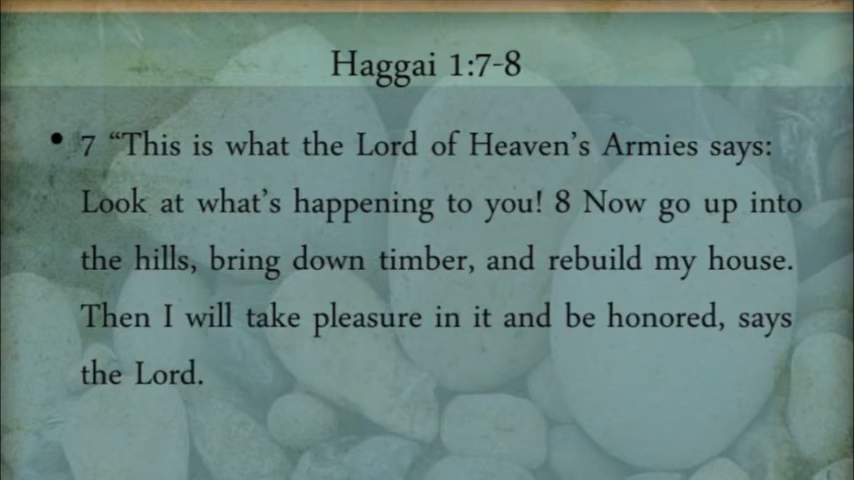 Haggai 1:7-8
• 7 “This is what the Lord of Heaven’s Armies says:
Look at what’s happening to you! 8 Now go up into
the hills, bring down timber, and rebuild my house.
Then I will take pleasure in it and be honored, says
the Lord.